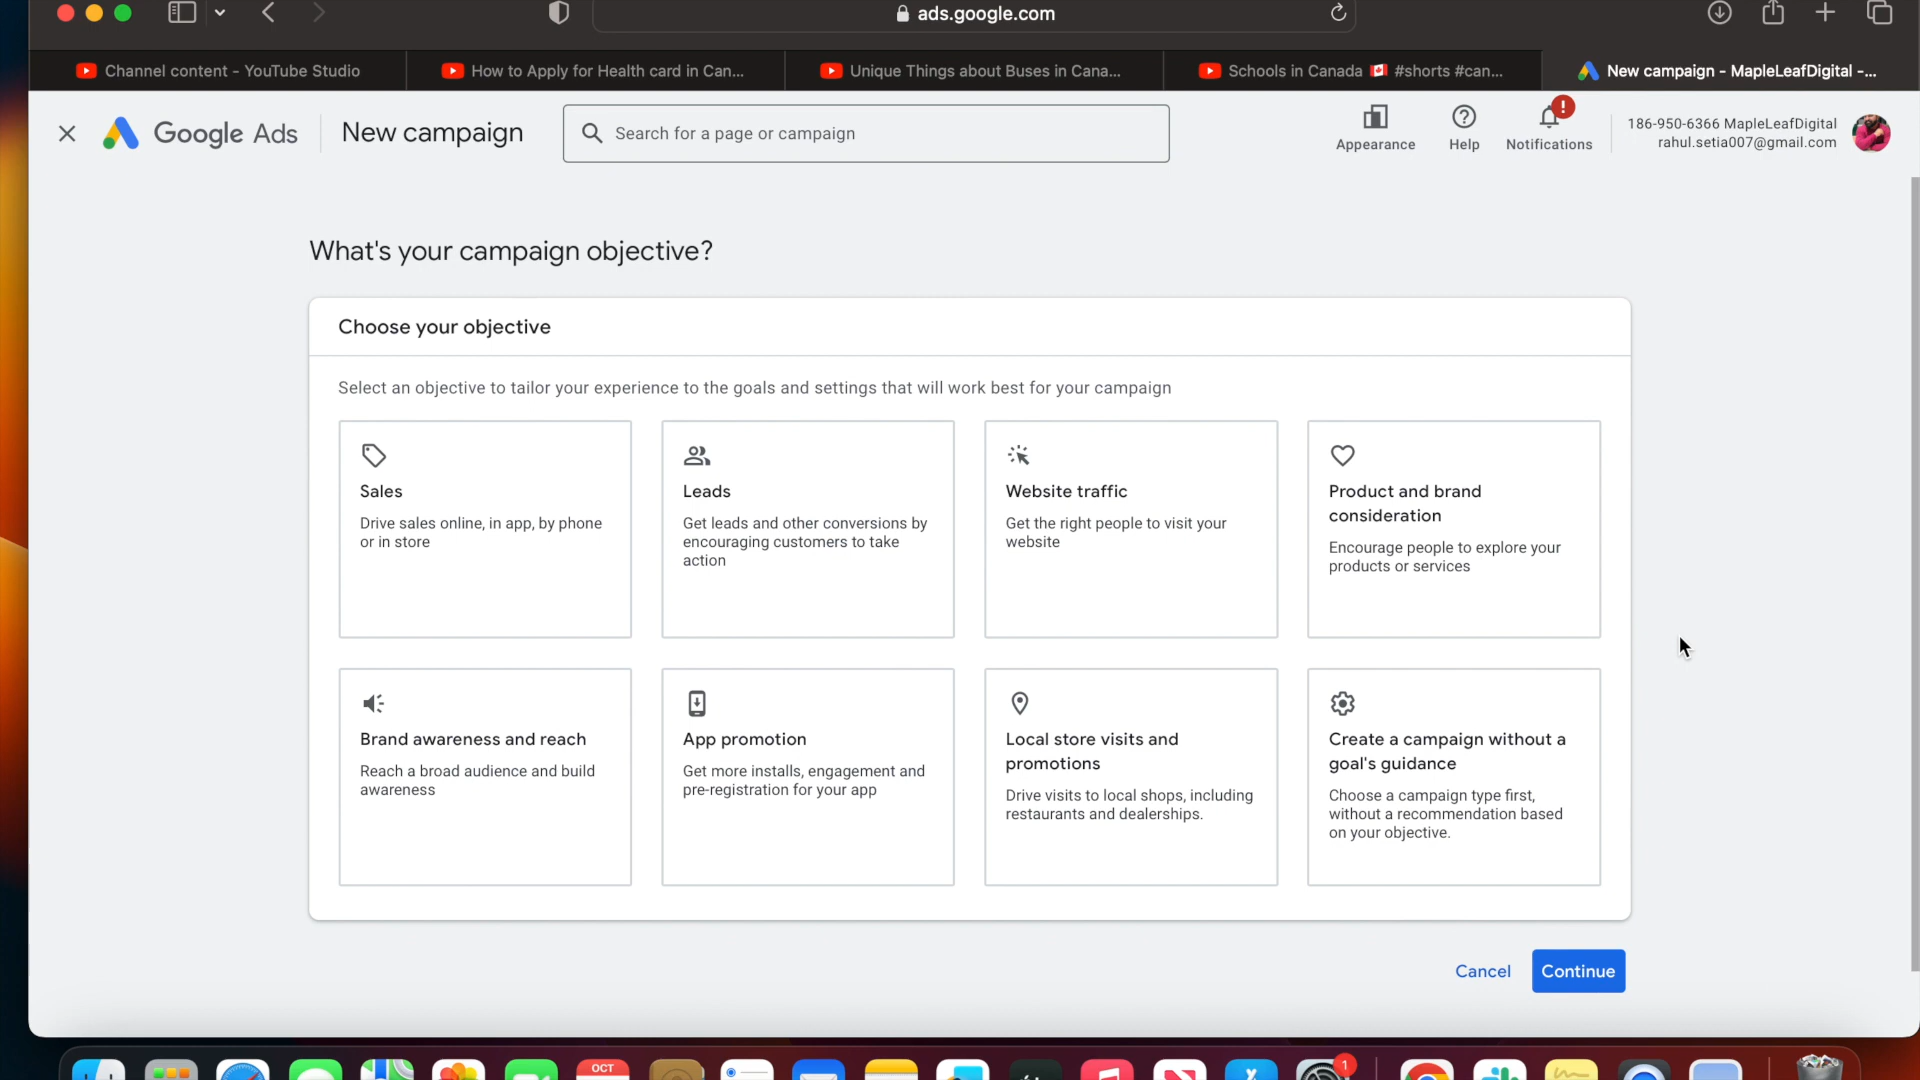 ads.google.com
Channel content - YouTube Studio
How to Apply for Health card in Can...
Unique Things about Buses in Cana...
Schools in Canada 🇨🇦 #shorts #can...
New campaign - MapleLeafDigital -...
Google Ads
New campaign
Search for a page or campaign
Appearance
Help
!
Notifications
186-950-6366 MapleLeafDigital
rahul.setia007@gmail.com
What's your campaign objective?
Choose your objective
Select an objective to tailor your experience to the goals and settings that will work best for your campaign
Sales
Drive sales online, in app, by phone
or in store
Leads
Get leads and other conversions by
encouraging customers to take
action
Website traffic
Get the right people to visit your
website
Product and brand
consideration
Encourage people to explore your
products or services
Brand awareness and reach
Reach a broad audience and build
awareness
App promotion
Get more installs, engagement and
pre-registration for your app
Local store visits and
promotions
Drive visits to local shops, including
restaurants and dealerships.
Create a campaign without a
goal's guidance
Choose a campaign type first,
without a recommendation based
on your objective.
Cancel
Continue
OCT
1